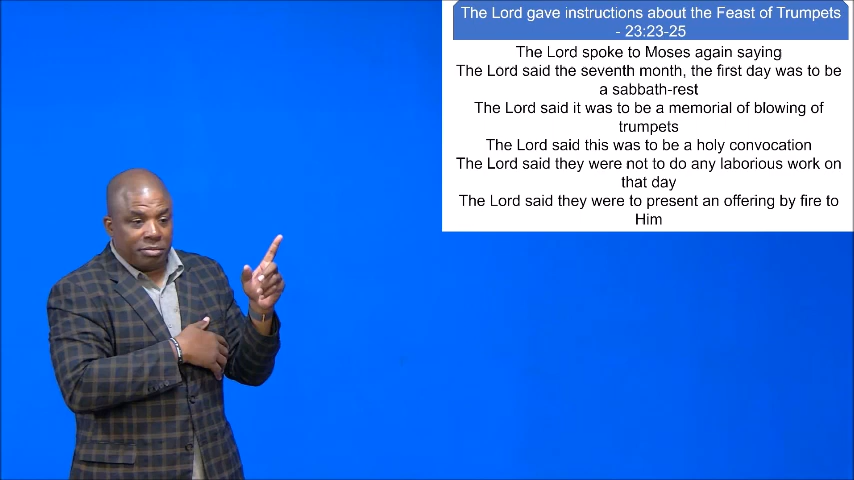 The Lord gave instructions about the Feast of Trumpets
- 23:23-25
The Lord spoke to Moses again saying
The Lord said the seventh month, the first day was to be
a sabbath-rest
The Lord said it was to be a memorial of blowing of
trumpets
The Lord said this was to be a holy convocation
The Lord said they were not to do any laborious work on
that day
The Lord said they were to present an offering by fire to
Him